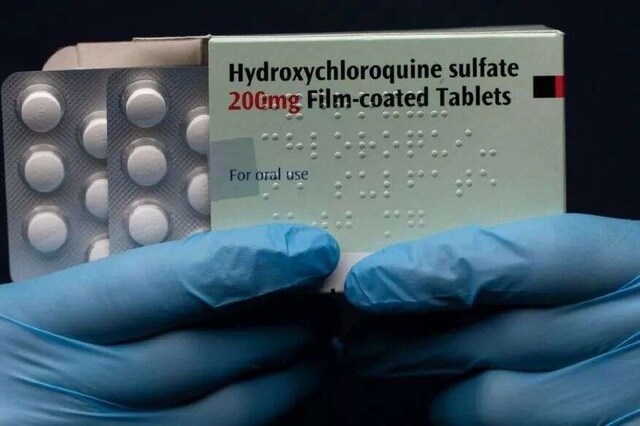 Hydroxychloroquine sulfate
200mg Film-coated Tablets
For oral use